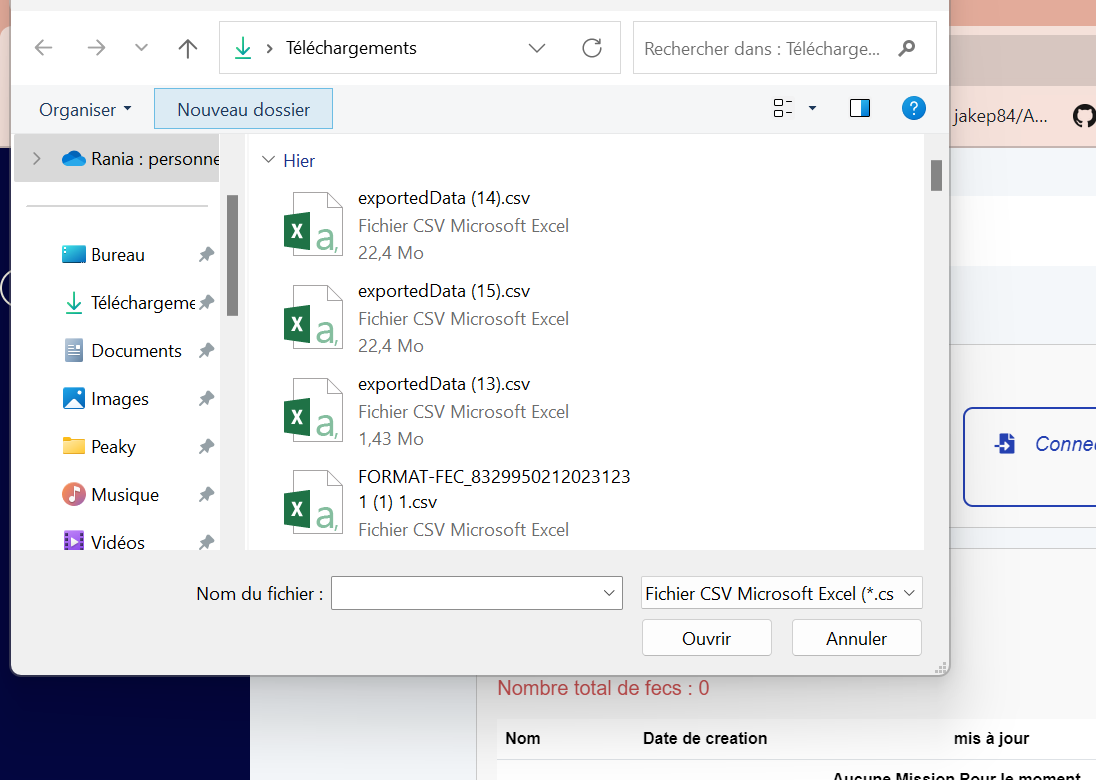 Téléchargements
Rechercher dans : Télécharge...
Organiser
Nouveau dossier
?
jakep84/A...
Rania : personne
Hier
exportedData (14).csv
Fichier CSV Microsoft Excel
22,4 Mo
exportedData (15).csv
Fichier CSV Microsoft Excel
22,4 Mo
exportedData (13).csv
Fichier CSV Microsoft Excel
1,43 Mo
FORMAT-FEC_8329950212023123
1 (1) 1.csv
Fichier CSV Microsoft Excel
Bureau
Téléchargeme
Documents
Images
Peaky
Musique
Vidéos
Connec
Nom du fichier :
Fichier CSV Microsoft Excel (*.cs
Ouvrir
Annuler
Nombre total de fecs : 0
Nom
Date de creation
mis à jour
Aucune Mission Pour le moment